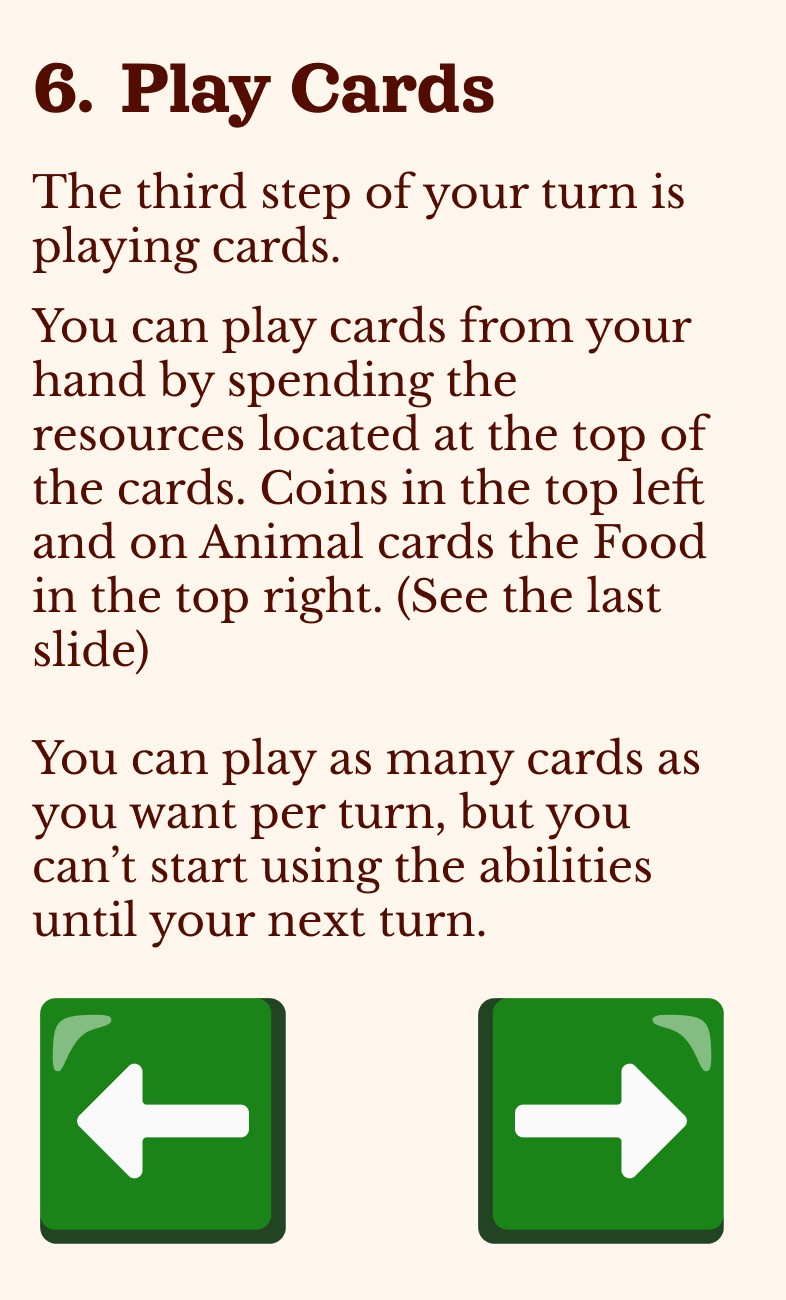 6. Play Cards
The third step of your turn is
playing cards.
You can play cards from your
hand by spending the
resources located at the top of
the cards. Coins in the top left
and on Animal cards the Food
in the top right. (See the last
slide)
You can play as many cards as
you want per turn, but you
can’t start using the abilities
until your next turn.